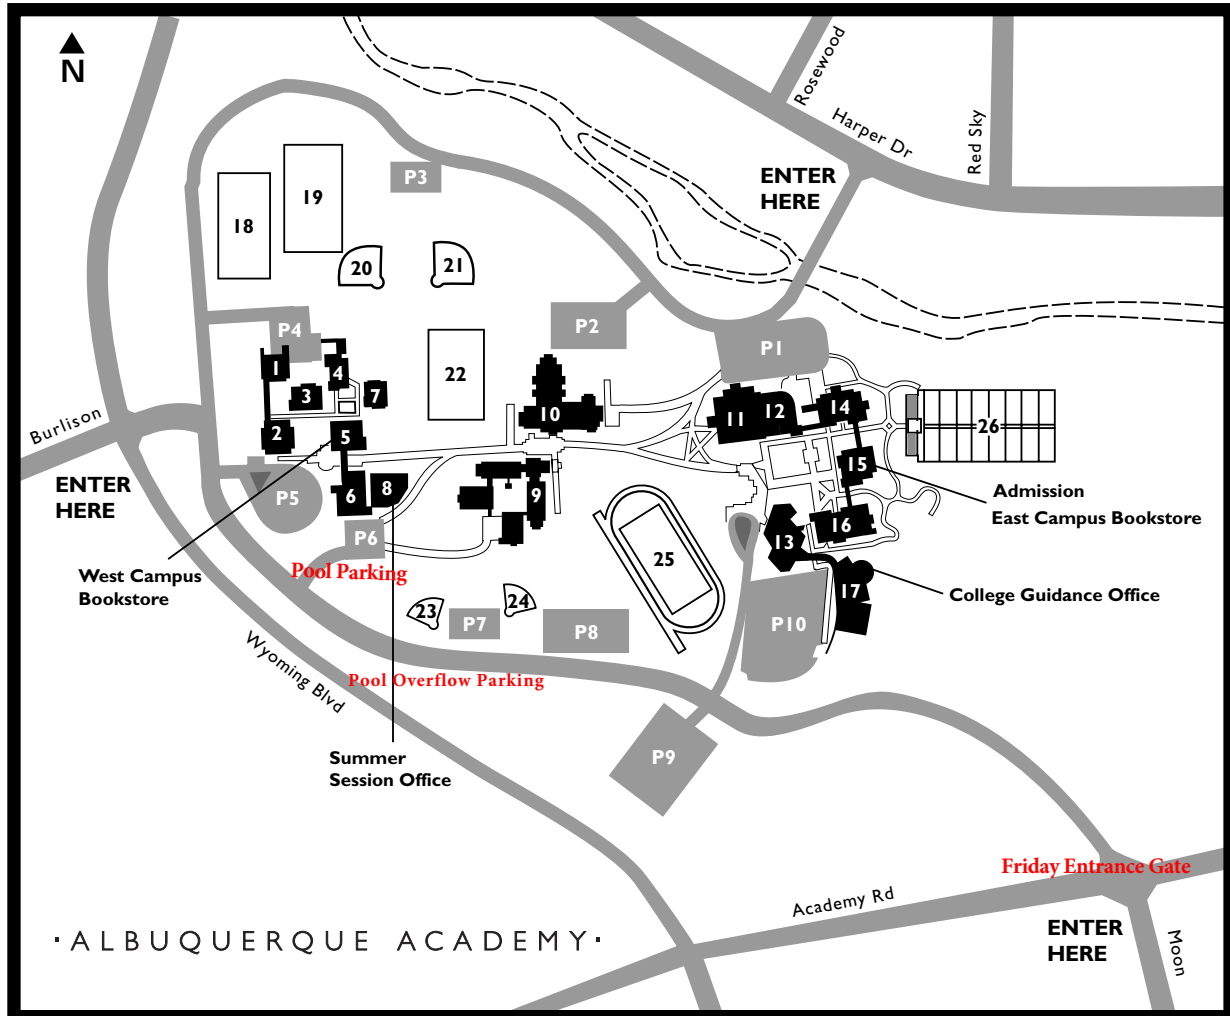 N
Rosewood
Harper Dr
Red Sky
ENTER
HERE
P3
19
18
20
21
P2
P1
P4
1
4
3
7
22
10
11
12
14
26
Burlison
2
5
15
ENTER
HERE
P5
6
8
9
Admission
East Campus Bookstore
16
13
P6
25
West Campus
Bookstore
Pool Parking
17
College Guidance Office
23
24
P7
P8
P10
Wyoming Blvd
Pool Overflow Parking
Summer
Session Office
P9
Friday Entrance Gate
Academy Rd
ENTER
HERE
Moon
·ALBUQUERQUE ACADEMY·